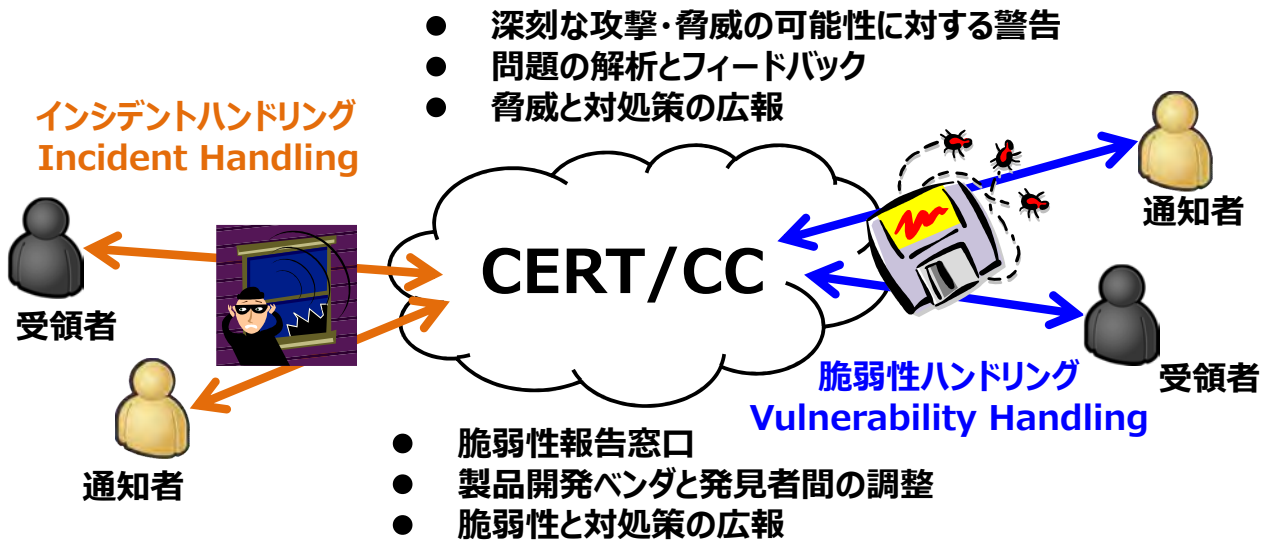 ● 深刻な攻撃・脅威の可能性に対する警告
● 問題の解析とフィードバック
● 脅威と対処策の広報
インシデントハンドリング
Incident Handling
受領者
通知者
CERT/CC
通知者
受領者
脆弱性ハンドリング
Vulnerability Handling
● 脆弱性報告窓口
● 製品開発ベンダと発見者間の調整
● 脆弱性と対処策の広報